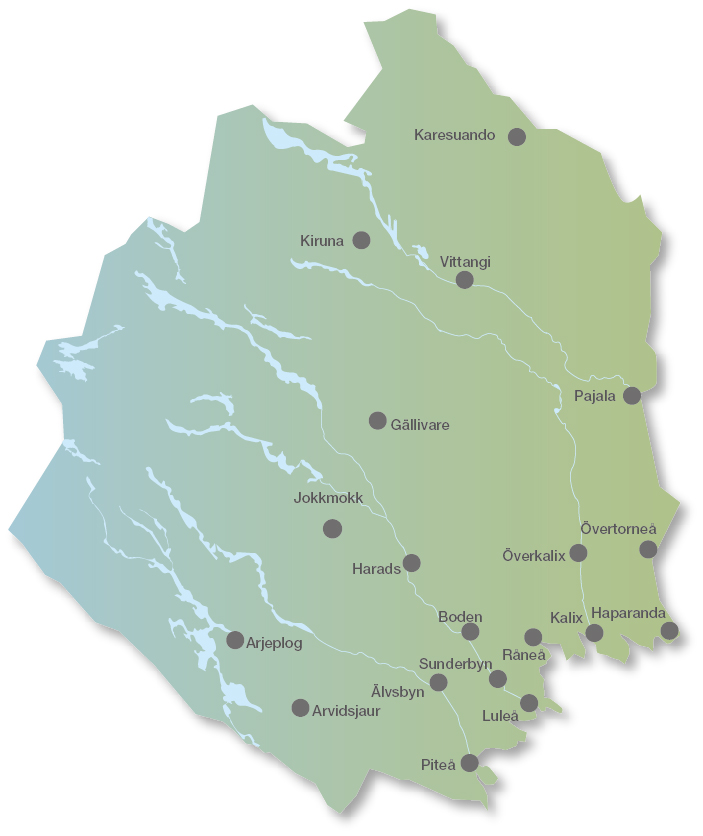 Karesuando
Kiruna
Vittangi
Pajala
Gällivare
Jokkmokk
Övertorneå
Överkalix
Harads
Boden
Kalix
Haparanda
Arjeplog
Råneå
Sunderbyn
Älvsbyn
Arvidsjaur
Luleå
Piteå